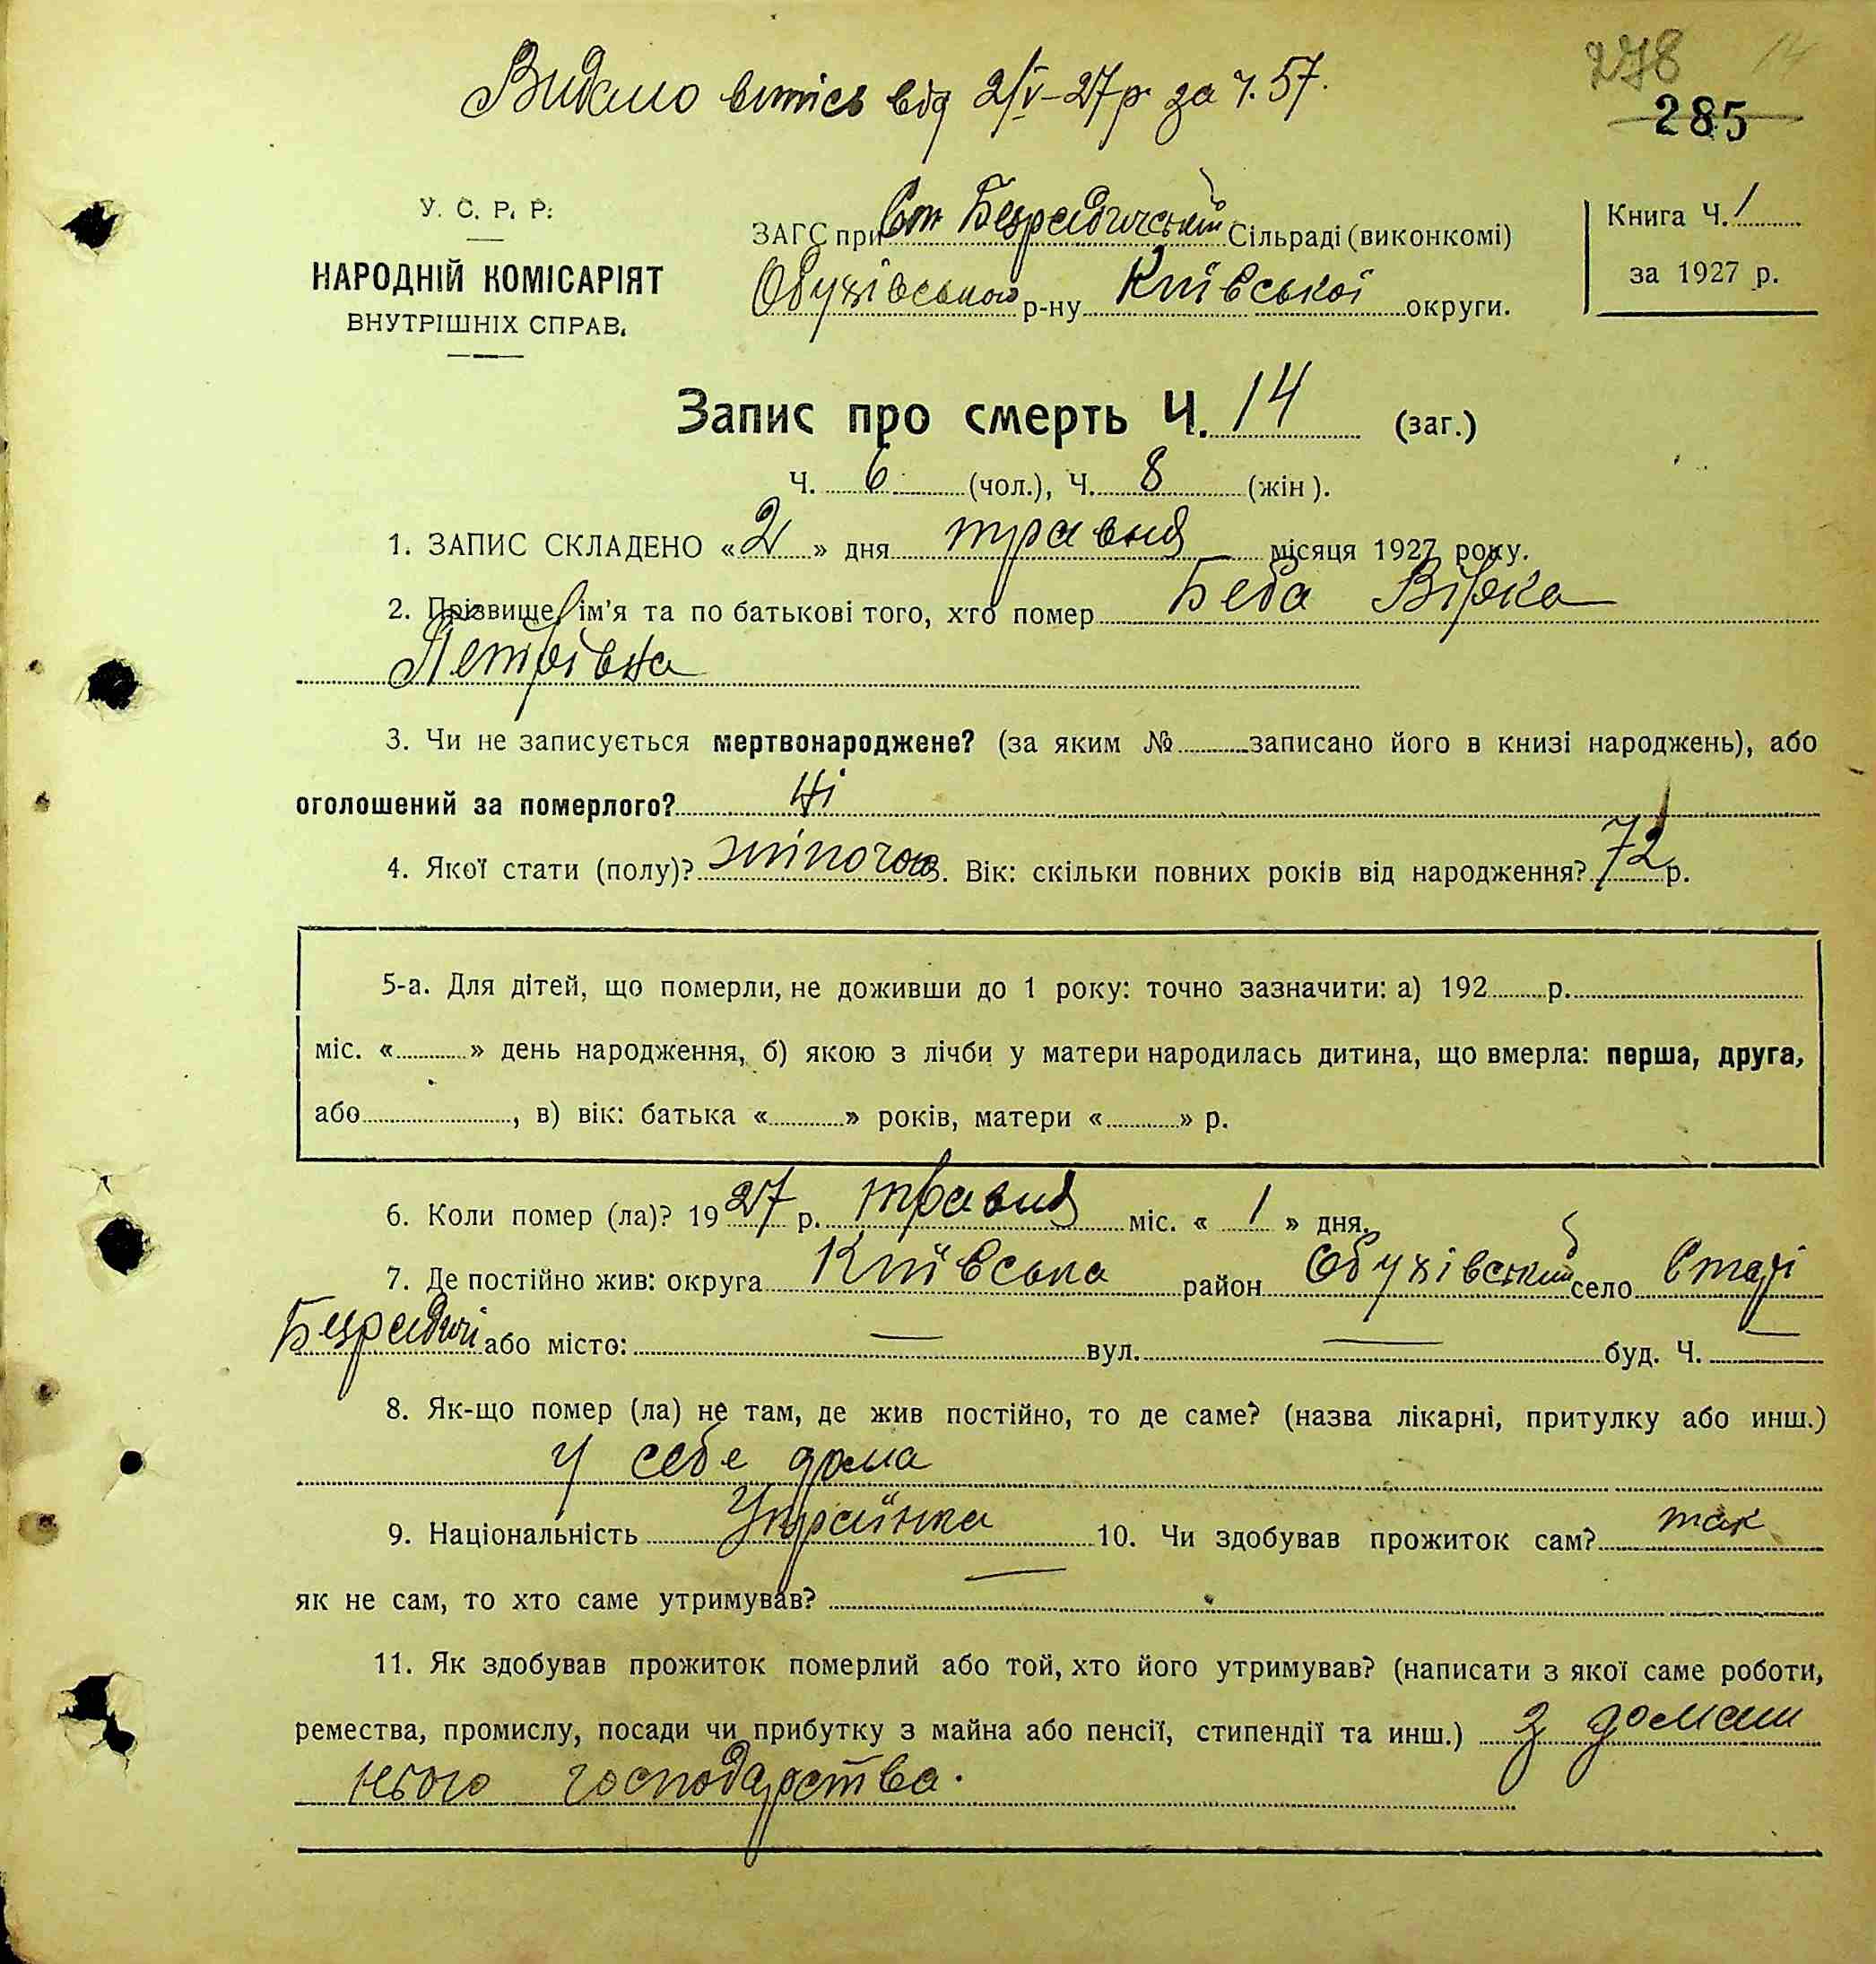 278 14
Видано витісь від 2/V-27р за ч. 57.
285
У. С. Р. Р.
НАРОДНІЙ КОМІСАРІЯТ
ВНУТРІШНІХ СПРАВ.
ЗАГС при Ст Безрадичський Сільраді (виконкомі)
Обухівського р-ну Київської округи.
Книга Ч. 1
за 1927 р.
Запис про смерть Ч. 14 (заг.)
Ч. 6 (чол.), Ч. 8 (жін).
1. ЗАПИС СКЛАДЕНО «2» дня травня місяця 1927 року.
2. Прізвище, ім'я та по батькові того, хто помер Беба Вірка
Петрівна
3. Чи не записується мертвонароджене? (за яким № записано його в книзі народжень), або
оголошений за померлого? Ні
4. Якої стати (полу)? жіночоï. Вік: скільки повних років від народження? 72 р.
5-а. Для дітей, що померли, не доживши до 1 року: точно зазначити: а) 192 р.
міс. « » день народження, б) якою з лічби у матери народилась дитина, що вмерла: перша, друга,
або , в) вік: батька « » років, матери « » р.
6. Коли помер (ла)? 1927 р. травня міс. « 1 » дня.
7. Де постійно жив: округа Київська район Обухівський село Старі
Безрадичі або місто: — вул. — буд. Ч. —
8. Як-що помер (ла) не там, де жив постійно, то де саме? (назва лікарні, притулку або инш.)
у себе дома
9. Національність Українка 10. Чи здобував прожиток сам? так
як не сам, то хто саме утримував? —
11. Як здобував прожиток померлий або той, хто його утримував? (написати з якої саме роботи,
ремества, промислу, посади чи прибутку з майна або пенсії, стипендії та инш.) з домаш
нього господарства.